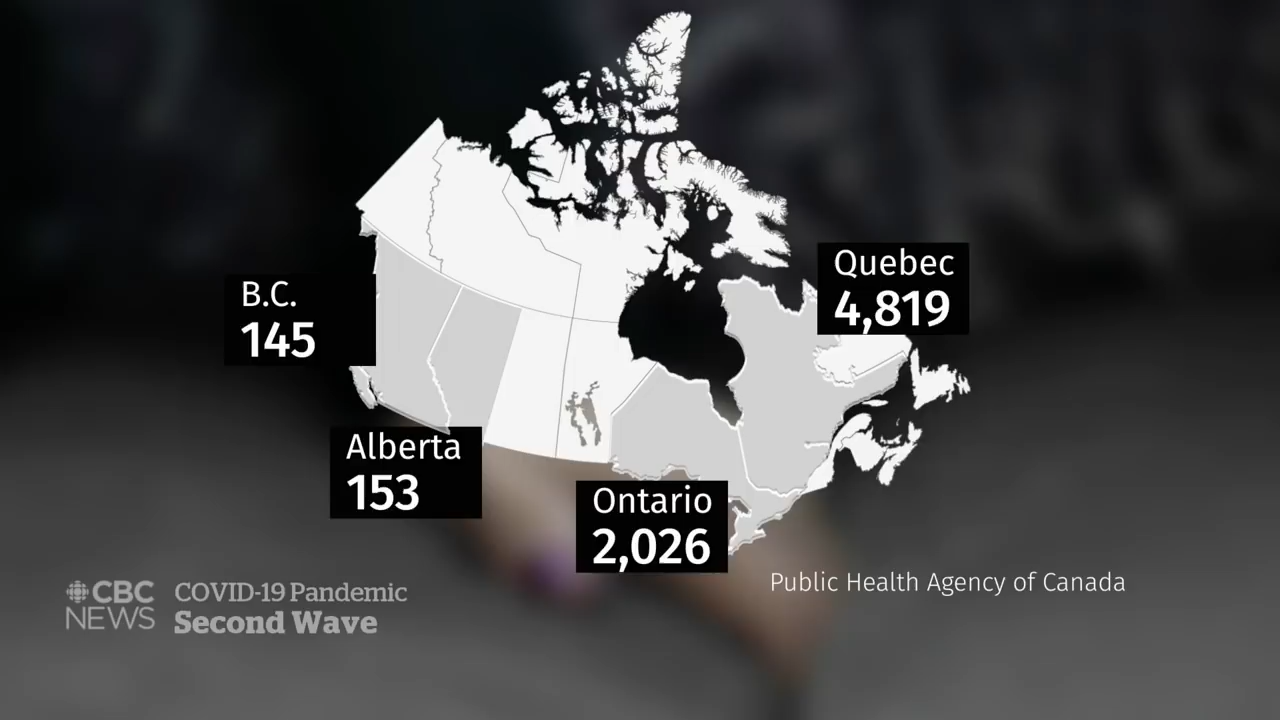 Quebec
4,819
B.C.
145
Alberta
153
Ontario
2,026
Public Health Agency of Canada
CBC
NEWS
COVID-19 Pandemic
Second Wave